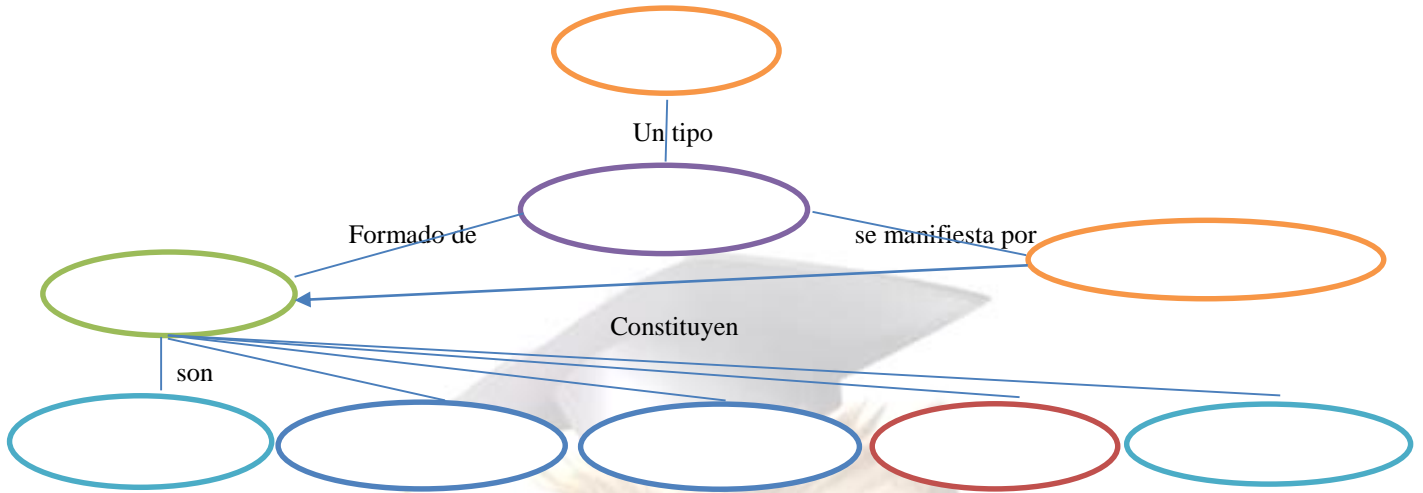 Un tipo
Formado de
se manifiesta por
Constituyen
son